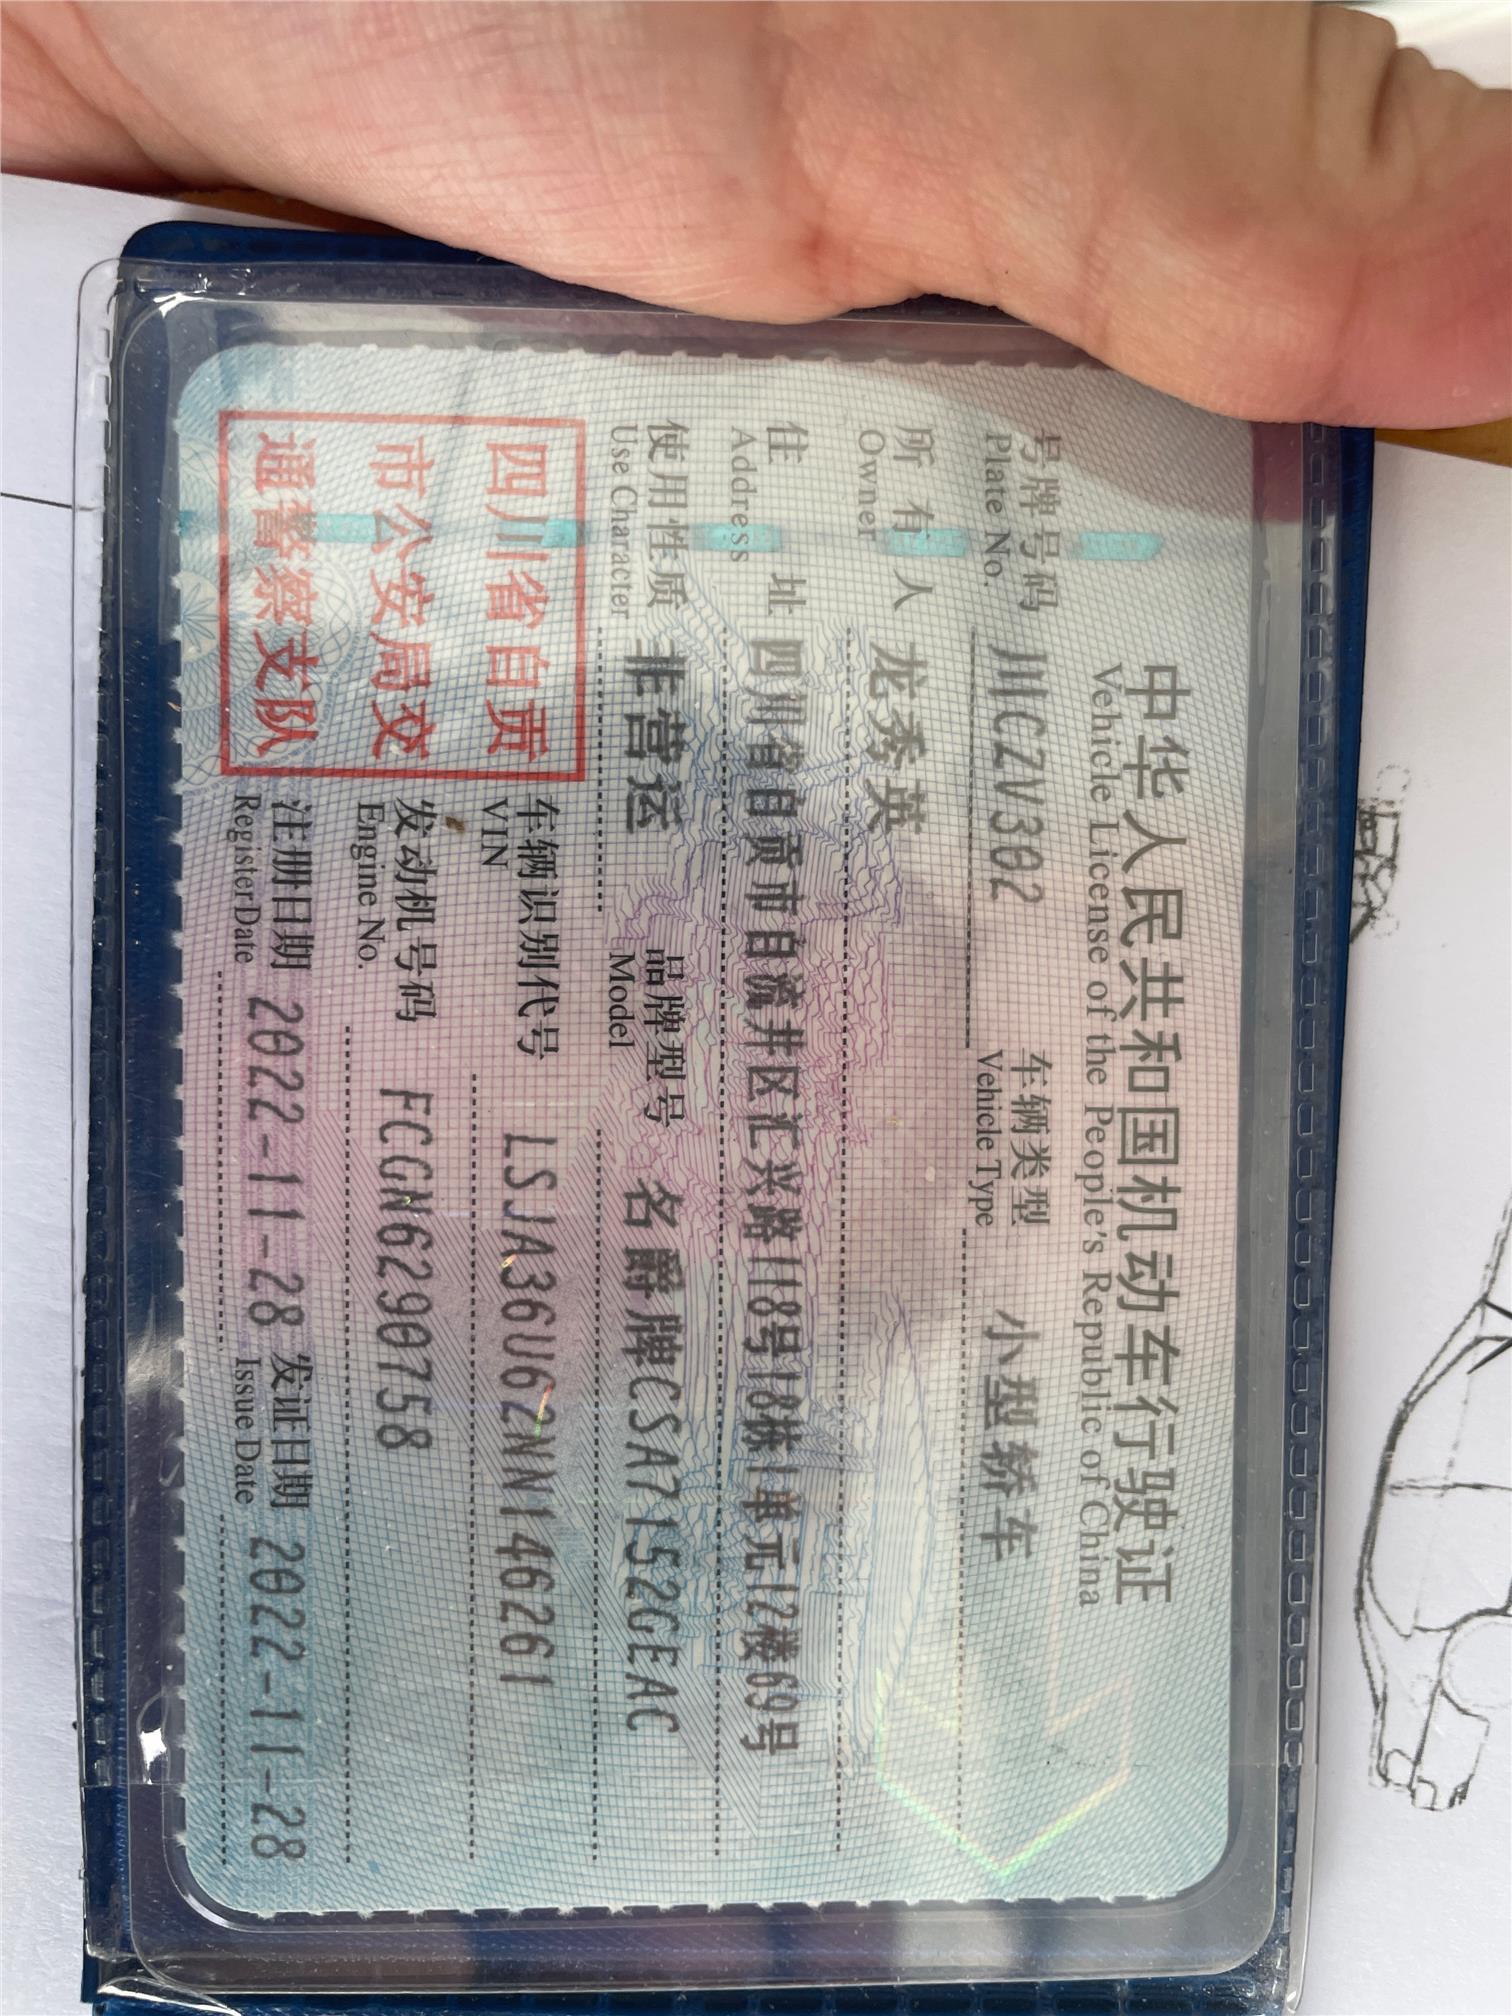 中华人民共和国机动车行驶证
Vehicle License of the People's Republic of China
号牌号码 川CZV302 车辆类型 小型轿车
Plate No. Vehicle Type
所有人 龙秀英
Owner
住址 四川省自贡市自流井区汇兴路118号18栋1单元12楼69号
Address
使用性质 非营运 品牌型号 名爵牌CSA7152GEAC
Use Character Model
四川省自贡市公安局交通警察支队
车辆识别代号 LSJA36U62NN146261
VIN
发动机号码 FCGN6290758
Engine No.
注册日期 2022-11-28 发证日期 2022-11-28
Register Date Issue Date